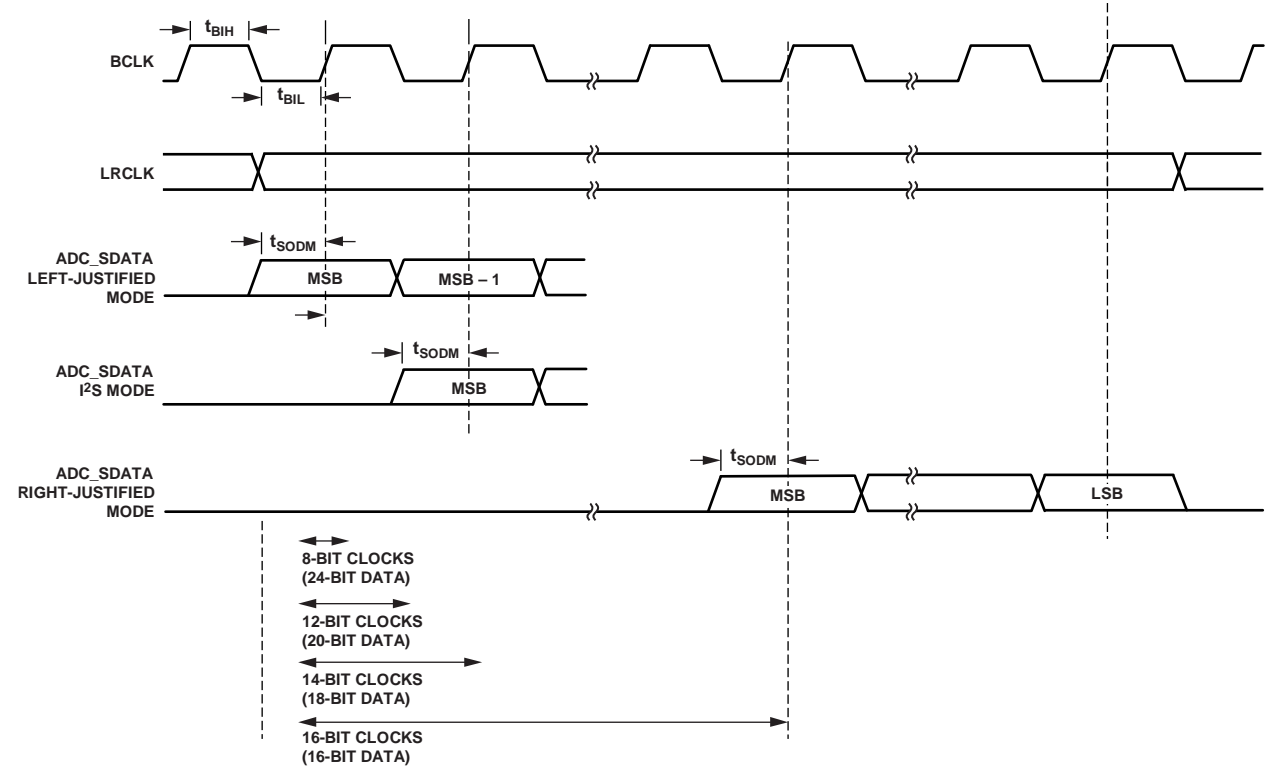 tBIH
BCLK
tBIL
LRCLK
ADC_SDATA
LEFT-JUSTIFIED
MODE
tSODM
MSB
MSB – 1
ADC_SDATA
I2S MODE
tSODM
MSB
ADC_SDATA
RIGHT-JUSTIFIED
MODE
tSODM
MSB
LSB
8-BIT CLOCKS
(24-BIT DATA)
12-BIT CLOCKS
(20-BIT DATA)
14-BIT CLOCKS
(18-BIT DATA)
16-BIT CLOCKS
(16-BIT DATA)